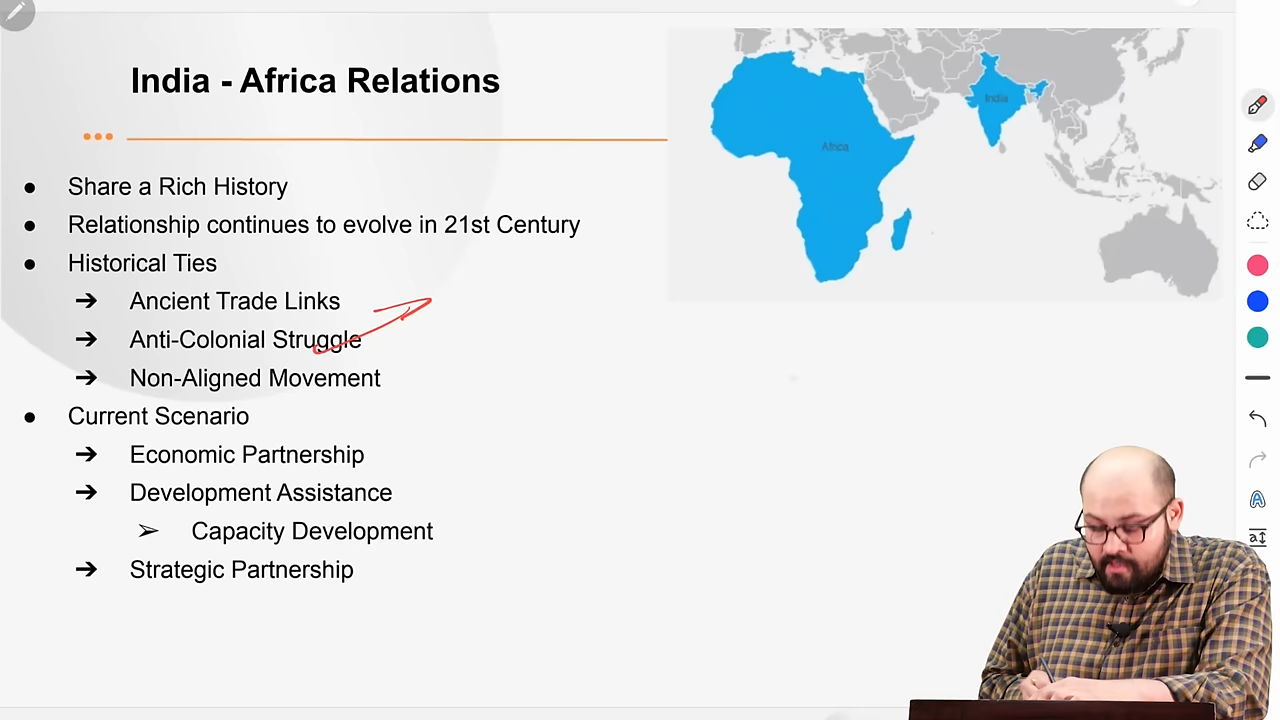 India - Africa Relations
● Share a Rich History
● Relationship continues to evolve in 21st Century
● Historical Ties
➔ Ancient Trade Links
➔ Anti-Colonial Struggle
➔ Non-Aligned Movement
● Current Scenario
➔ Economic Partnership
➔ Development Assistance
➢ Capacity Development
➔ Strategic Partnership
India
Africa
A
aI